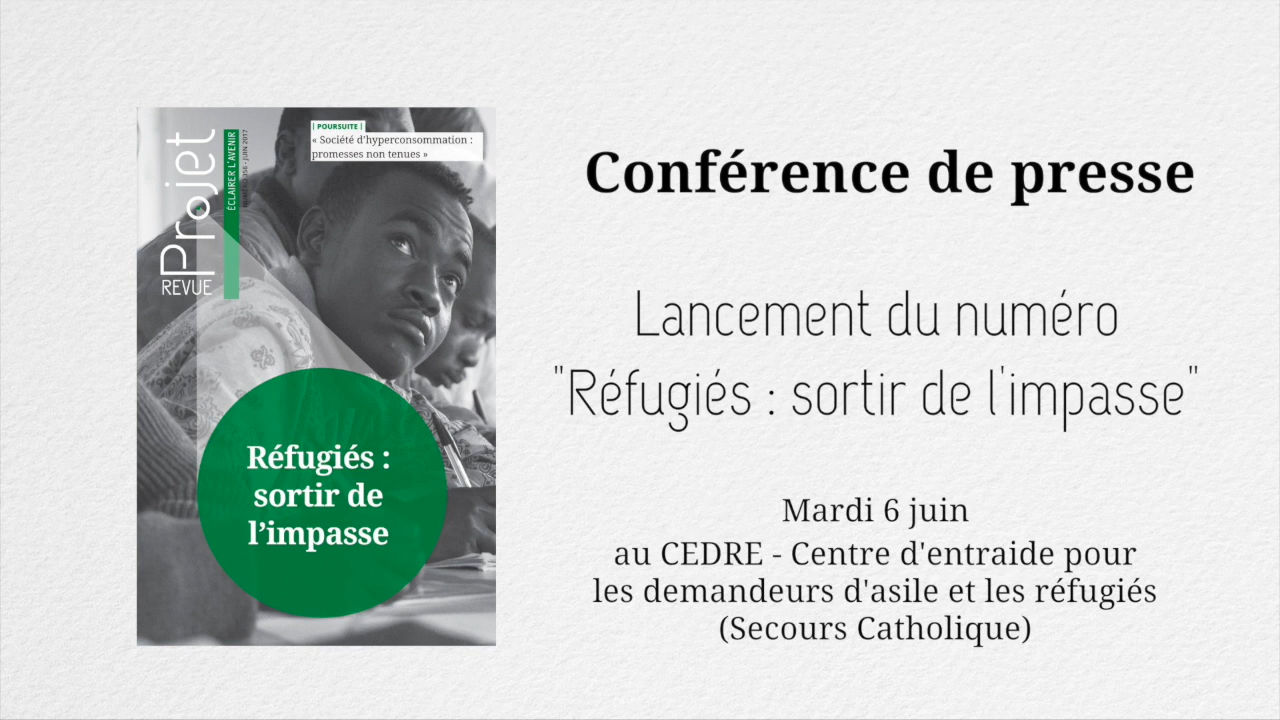 REVUE Projet
ÉCLAIRER L'AVENIR
JUIN 2017
| POURSUITE |
« Société d'hyperconsommation :
promesses non tenues »
Réfugiés :
sortir de
l’impasse
Conférence de presse
Lancement du numéro
"Réfugiés : sortir de l'impasse"
Mardi 6 juin
au CEDRE - Centre d'entraide pour
les demandeurs d'asile et les réfugiés
(Secours Catholique)